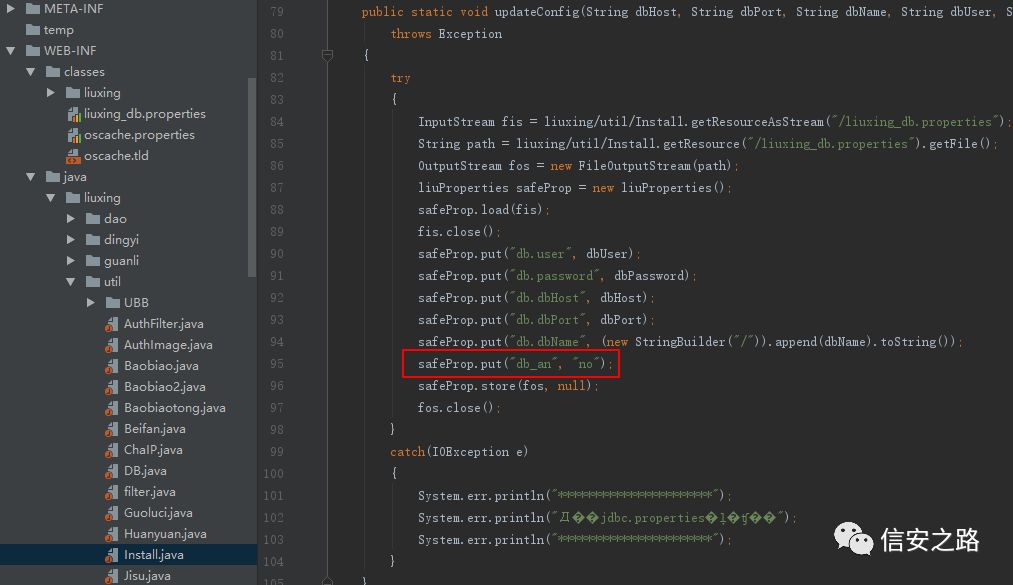 META-INF
temp
WEB-INF
classes
liuxing
liuxing_db.properties
oscache.properties
oscache.tld
java
liuxing
dao
dingyi
guanli
util
UBB
AuthFilter.java
AuthImage.java
Baobiao.java
Baobiao2.java
Baobiaotong.java
Beifan.java
ChaIP.java
DB.java
filter.java
Guoluci.java
Huanyuan.java
Install.java
Jisu.java
79 public static void updateConfig(String dbHost, String dbPort, String dbName, String dbUser, S
80 throws Exception
81 {
82 try
83 {
84 InputStream fis = liuxing/util/Install.getResourceAsStream("/liuxing_db.properties");
85 String path = liuxing/util/Install.getResource("/liuxing_db.properties").getFile();
86 OutputStream fos = new FileOutputStream(path);
87 liuProperties safeProp = new liuProperties();
88 safeProp.load(fis);
89 fis.close();
90 safeProp.put("db.user", dbUser);
91 safeProp.put("db.password", dbPassword);
92 safeProp.put("db.dbHost", dbHost);
93 safeProp.put("db.dbPort", dbPort);
94 safeProp.put("db.dbName", (new StringBuilder("/")).append(dbName).toString());
95 safeProp.put("db_an", "no");
96 safeProp.store(fos, null);
97 fos.close();
98 }
99 catch(IOException e)
100 {
101 System.err.println("**********************");
102 System.err.println("Д��jdbc.properties�ļ�ʧ��");
103 System.err.println("**********************");
104 }
105 }
信安之路